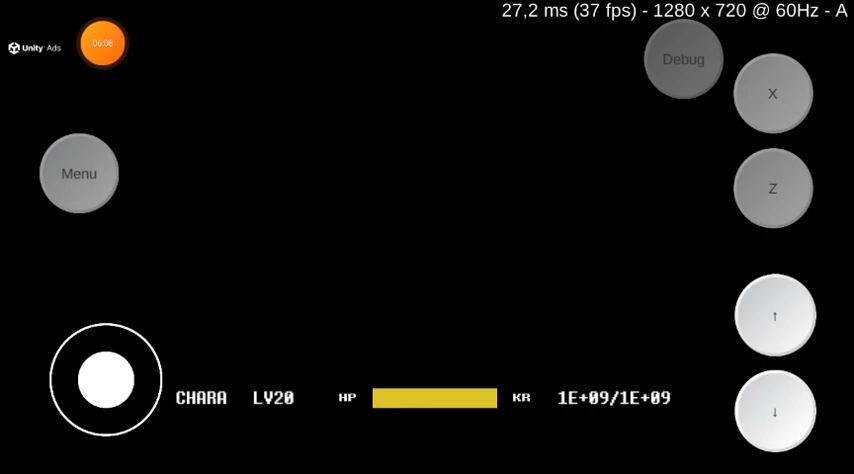 27,2 ms (37 fps) - 1280 x 720 @ 60Hz - A
Unity Ads
06:08
Debug
X
Menu
Z
↑
CHARA LV20 HP KR 1E+09/1E+09
↓